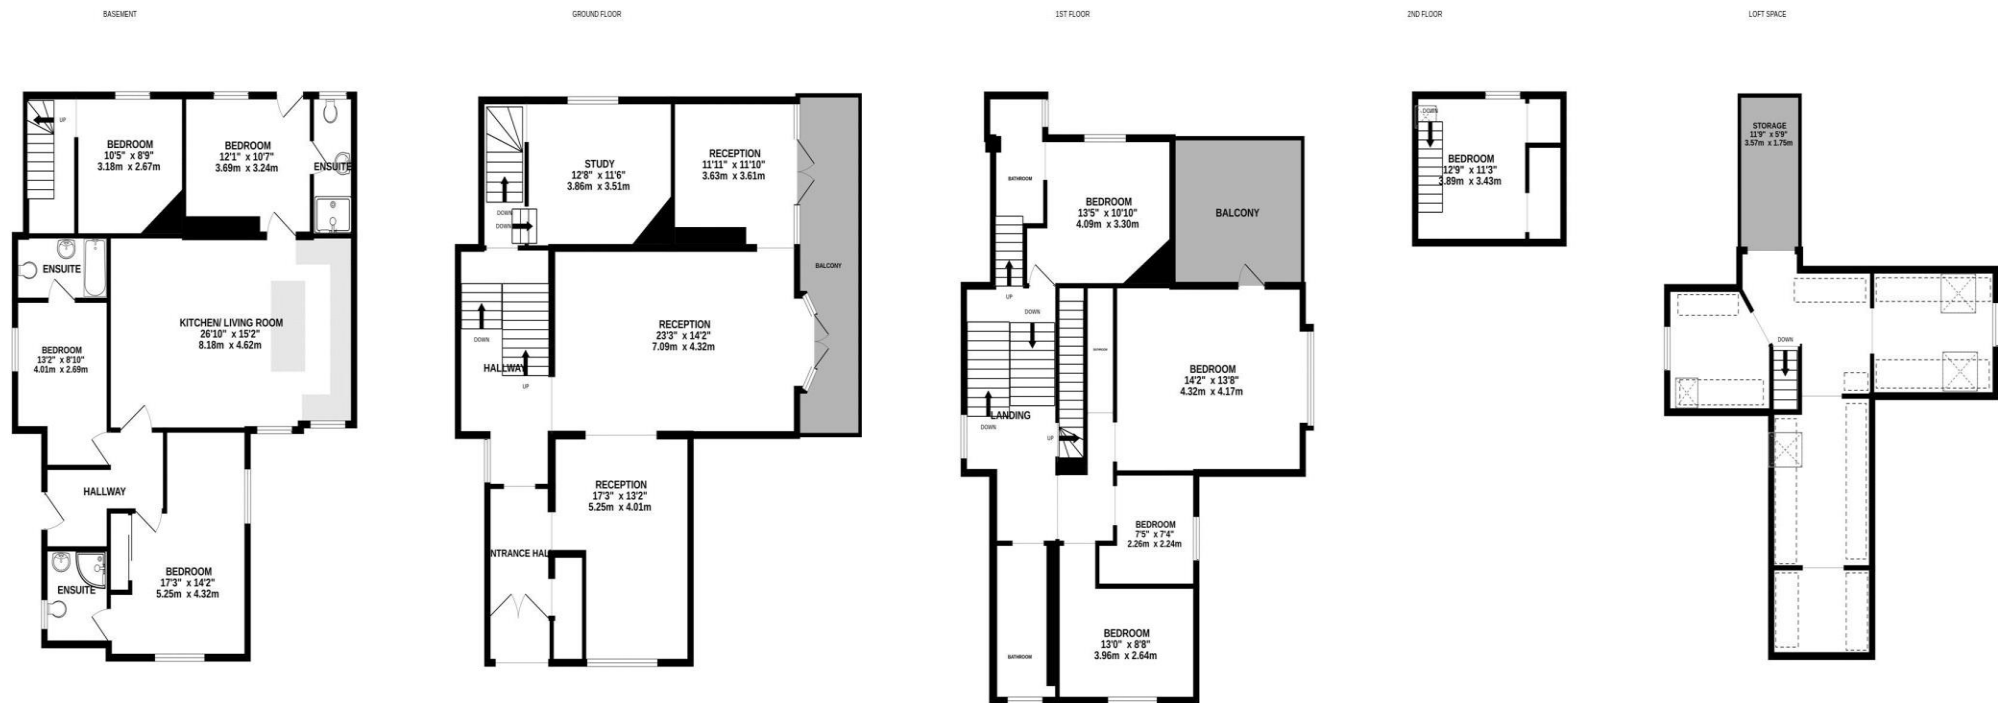 BASEMENT
GROUND FLOOR
1ST FLOOR
2ND FLOOR
LOFT SPACE
UP
BEDROOM
10'5" x 8'9"
3.18m x 2.67m
BEDROOM
12'1" x 10'7"
3.69m x 3.24m
ENSUITE
ENSUITE
KITCHEN/ LIVING ROOM
26'10" x 15'2"
8.18m x 4.62m
BEDROOM
13'2" x 8'10"
4.01m x 2.69m
HALLWAY
BEDROOM
17'3" x 14'2"
5.25m x 4.32m
ENSUITE
STUDY
12'8" x 11'6"
3.86m x 3.51m
RECEPTION
11'11" x 11'10"
3.63m x 3.61m
DOWN
DOWN
BALCONY
RECEPTION
23'3" x 14'2"
7.09m x 4.32m
DOWN
HALLWAY
UP
RECEPTION
17'3" x 13'2"
5.25m x 4.01m
NTRANCE HAL
BATHROOM
BEDROOM
13'5" x 10'10"
4.09m x 3.30m
BALCONY
UP
DOWN
BATHROOM
BEDROOM
14'2" x 13'8"
4.32m x 4.17m
LANDING
DOWN
UP
BEDROOM
7'5" x 7'4"
2.26m x 2.24m
BEDROOM
13'0" x 8'8"
3.96m x 2.64m
BATHROOM
DOWN
BEDROOM
12'9" x 11'3"
3.89m x 3.43m
STORAGE
11'9" x 5'9"
3.57m x 1.75m
DOWN